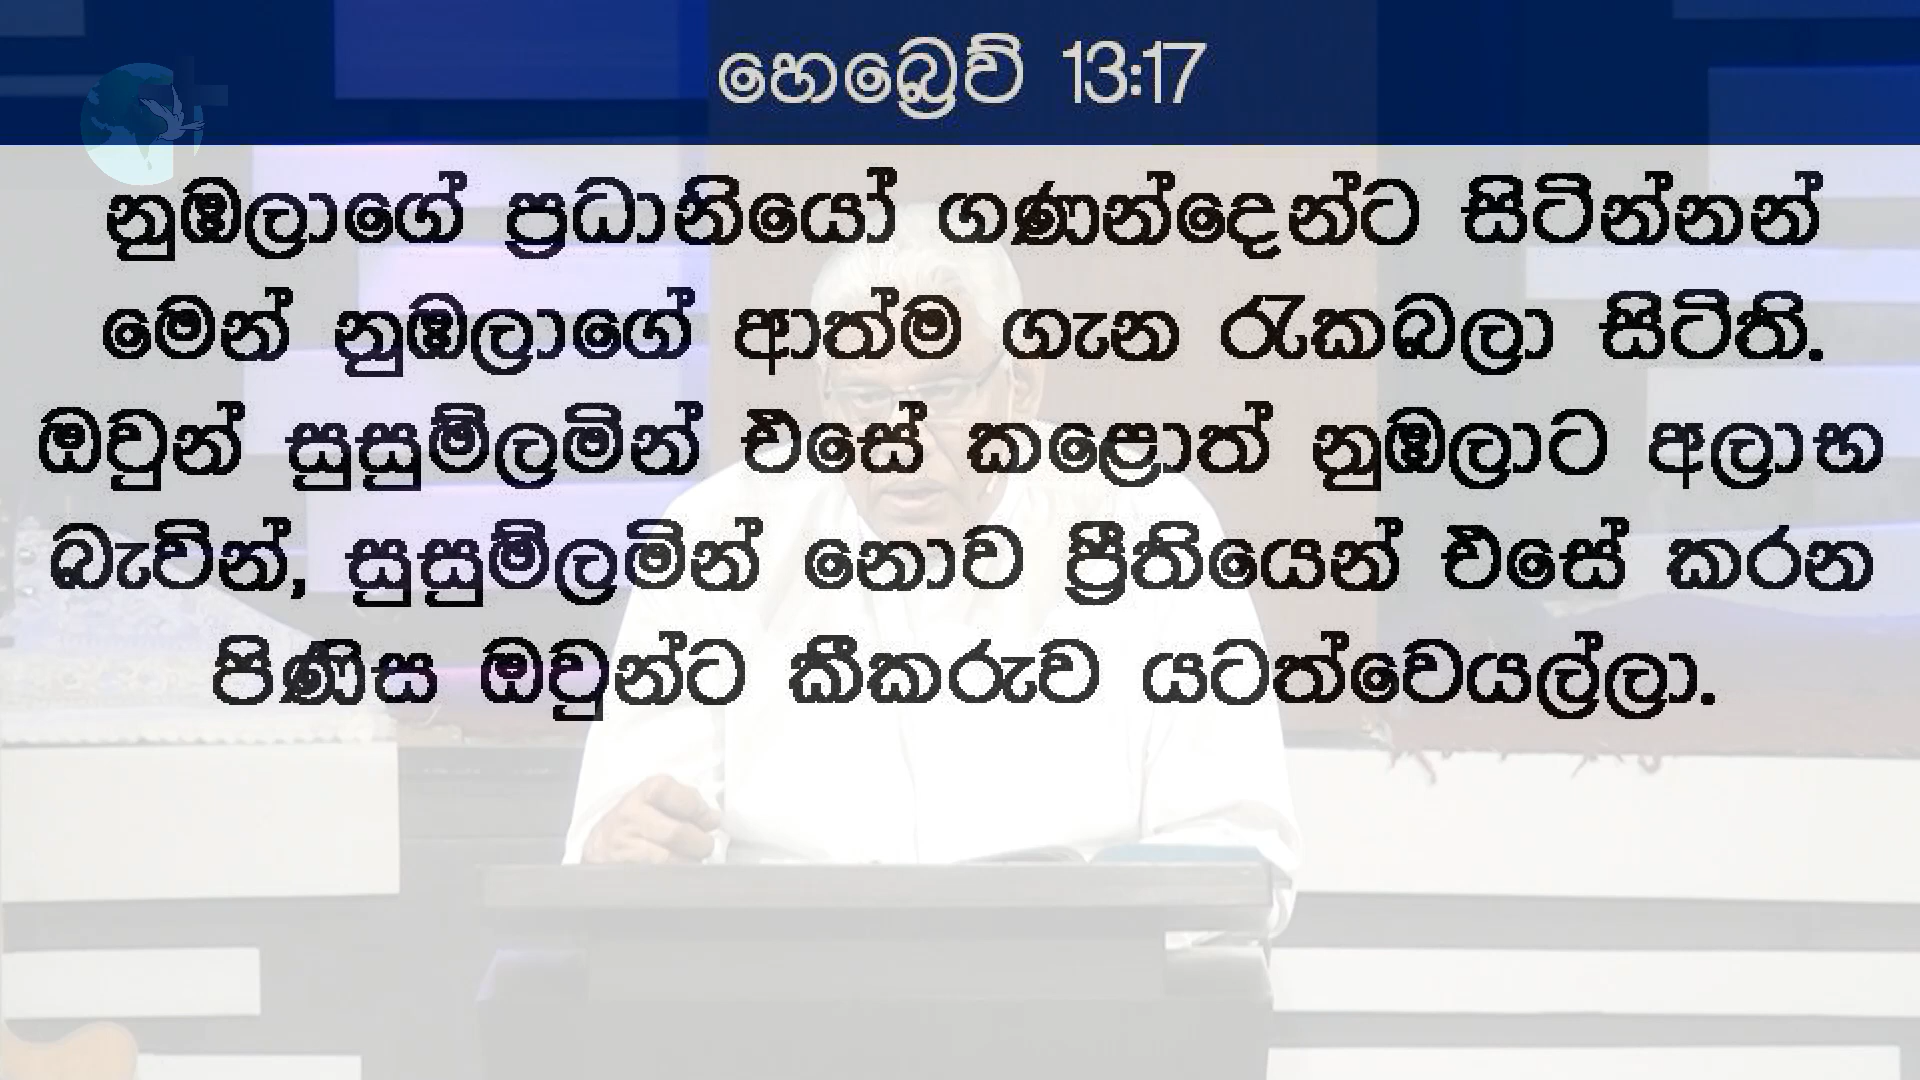 හෙබ්‍රෙව් 13:17
නුඹලාගේ ප්‍රධානියෝ ගණන්දෙන්ට සිටින්නන්
මෙන් නුඹලාගේ ආත්ම ගැන රැකබලා සිටිති.
ඔවුන් සුසුම්ලමින් එසේ කළොත් නුඹලාට අලාභ
බැවින්, සුසුම්ලමින් නොව ප්‍රීතියෙන් එසේ කරන
පිණිස ඔවුන්ට කීකරුව යටත්වෙයල්ලා.